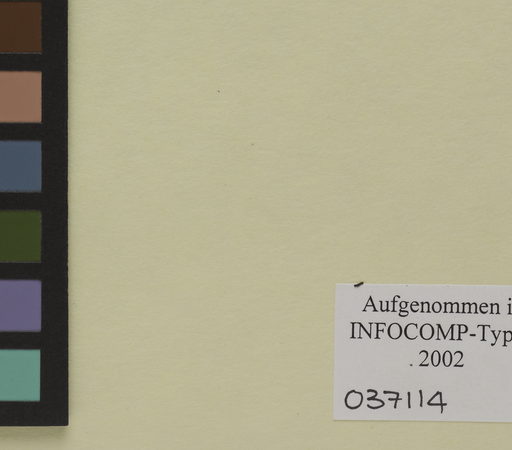 Aufgenommen i
INFOCOMP-Typ
. 2002
037114